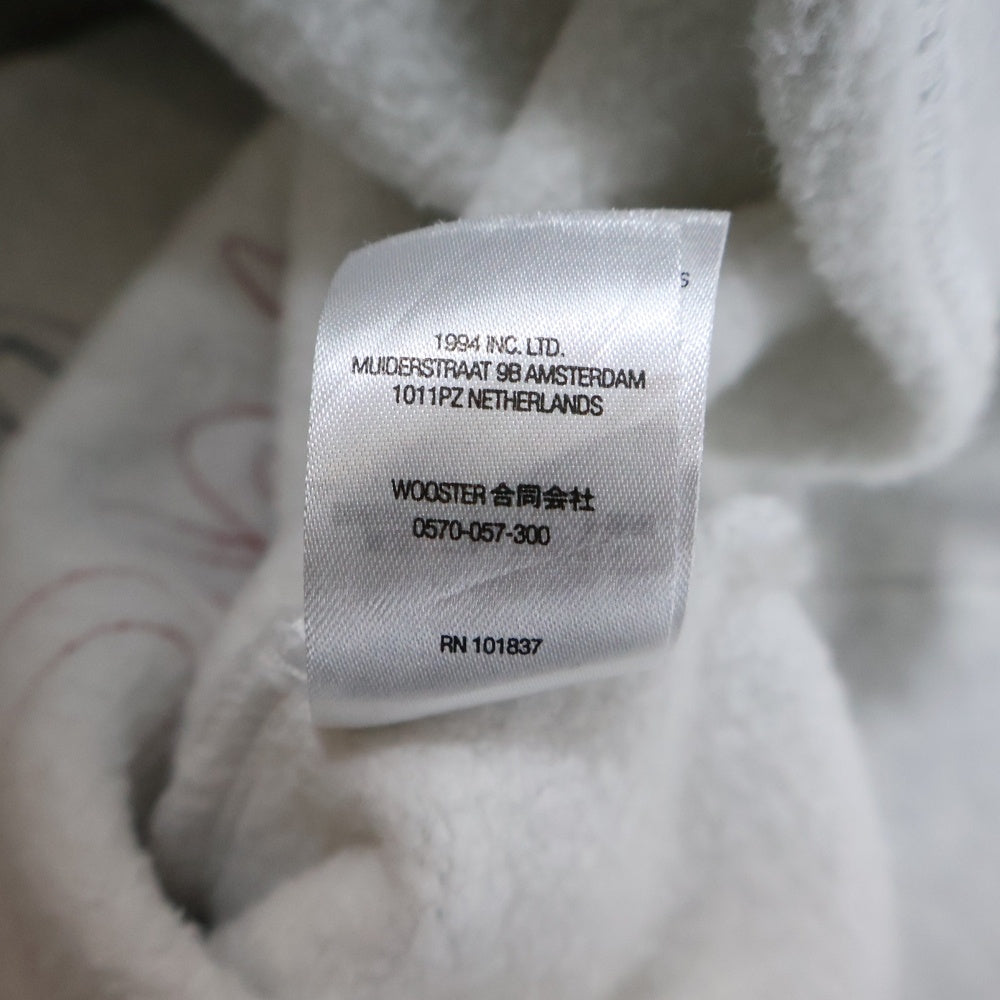 1994 INC. LTD.
MUIDERSTRAAT 9B AMSTERDAM
1011PZ NETHERLANDS
WOOSTER 合同会社
0570-057-300
RN 101837